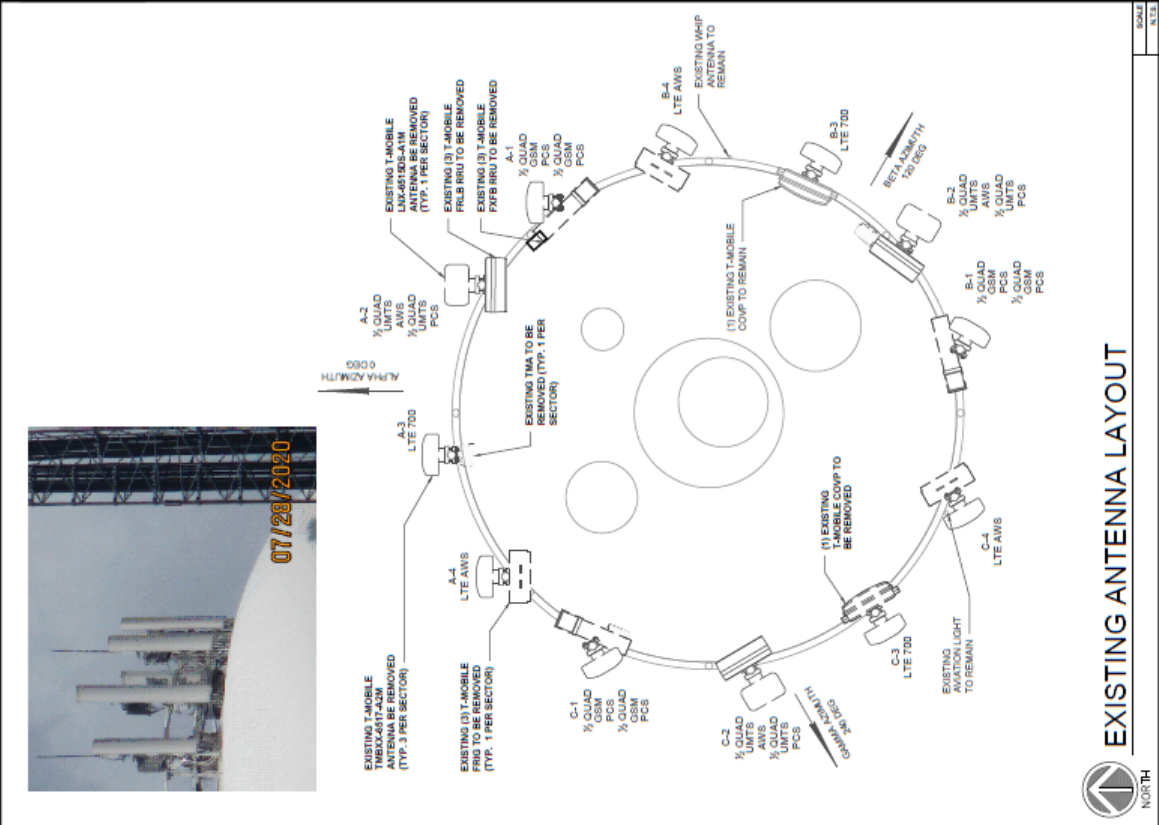 07/28/2020
EXISTING T-MOBILE
TMBXX-6517-A2M
ANTENNA BE REMOVED
(TYP. 3 PER SECTOR)
EXISTING (3) T-MOBILE
FRIG TO BE REMOVED
(TYP. 1 PER SECTOR)
A-4
LTE AWS
A-3
LTE 700
ALPHA AZIMUTH
0 DEG
EXISTING TMA TO BE
REMOVED (TYP. 1 PER
SECTOR)
A-2
½ QUAD
UMTS
AWS
½ QUAD
UMTS
PCS
EXISTING T-MOBILE
LNX-6515DS-A1M
ANTENNA BE REMOVED
(TYP. 1 PER SECTOR)
EXISTING (3) T-MOBILE
FRLB RRU TO BE REMOVED
EXISTING (3) T-MOBILE
FXFB RRU TO BE REMOVED
A-1
½ QUAD
GSM
PCS
½ QUAD
GSM
PCS
B-4
LTE AWS
EXISTING WHIP
ANTENNA TO
REMAIN
B-3
LTE 700
BETA AZIMUTH
120 DEG
(1) EXISTING T-MOBILE
COVP TO REMAIN
B-2
½ QUAD
UMTS
AWS
½ QUAD
UMTS
PCS
B-1
½ QUAD
GSM
PCS
½ QUAD
GSM
PCS
C-1
½ QUAD
GSM
PCS
½ QUAD
GSM
PCS
C-2
½ QUAD
UMTS
AWS
½ QUAD
UMTS
PCS
GAMMA AZIMUTH
240 DEG
(1) EXISTING
T-MOBILE COVP TO
BE REMOVED
C-3
LTE 700
EXISTING
AVIATION LIGHT
TO REMAIN
C-4
LTE AWS
NORTH
EXISTING ANTENNA LAYOUT
SCALE
N.T.S.